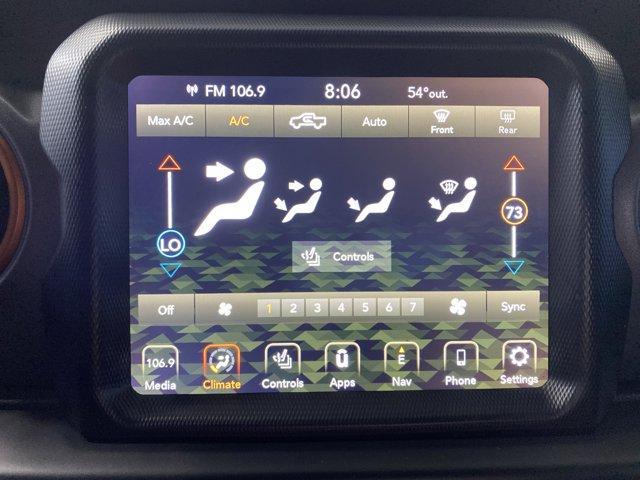 FM 106.9 8:06 54°out.
Max A/C A/C Auto Front Rear
LO 73
Controls
Off 1 2 3 4 5 6 7 Sync
106.9 E
Media Climate Controls Apps Nav Phone Settings